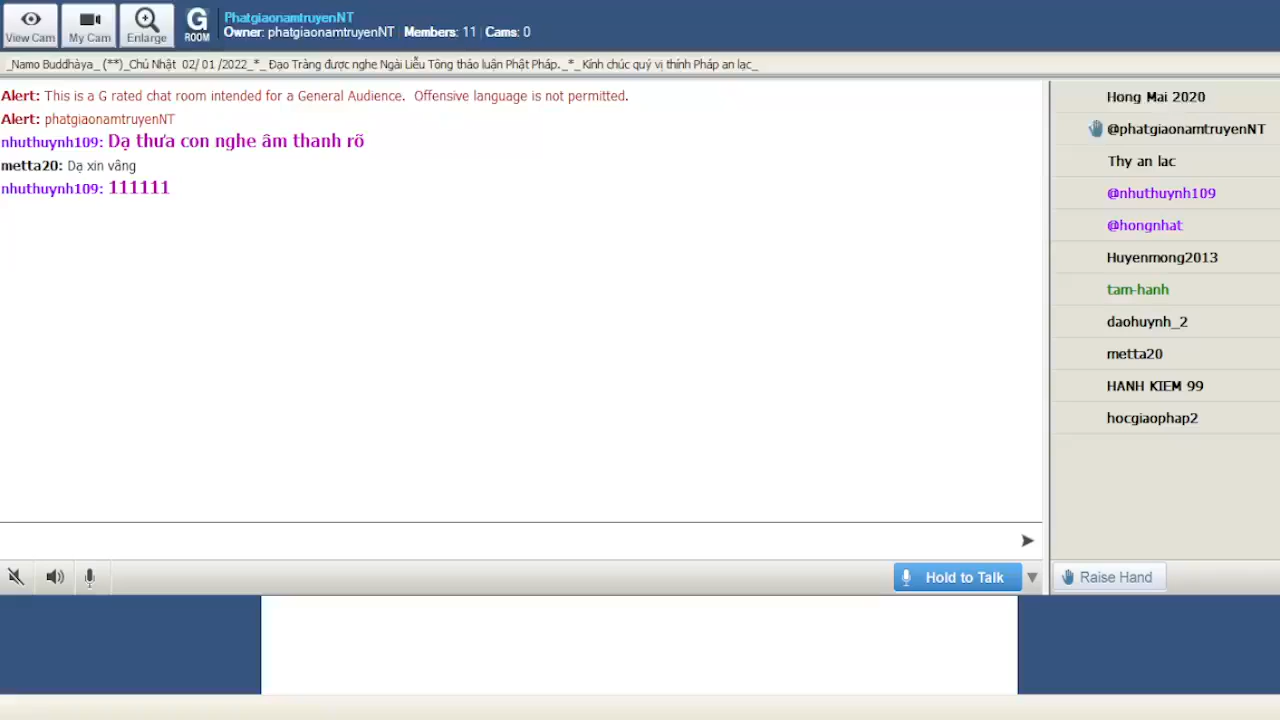 PhatgiaonamtruyenNT
Owner: phatgiaonamtruyenNT Members: 11 Cams: 0
View Cam
My Cam
Enlarge
G
ROOM
_Namo Buddhàya_ (**)_Chủ Nhật 02/ 01 /2022_*_ Đạo Tràng được nghe Ngài Liễu Tông thảo luận Phật Pháp._*_ Kính chúc quý vị thính Pháp an lạc_
Alert: This is a G rated chat room intended for a General Audience. Offensive language is not permitted.
Alert: phatgiaonamtruyenNT
nhuthuynh109: Dạ thưa con nghe âm thanh rõ
metta20: Dạ xin vâng
nhuthuynh109: 111111
Hong Mai 2020
@phatgiaonamtruyenNT
Thy an lac
@nhuthuynh109
@hongnhat
Huyenmong2013
tam-hanh
daohuynh_2
metta20
HANH KIEM 99
hocgiaophap2
Hold to Talk
Raise Hand